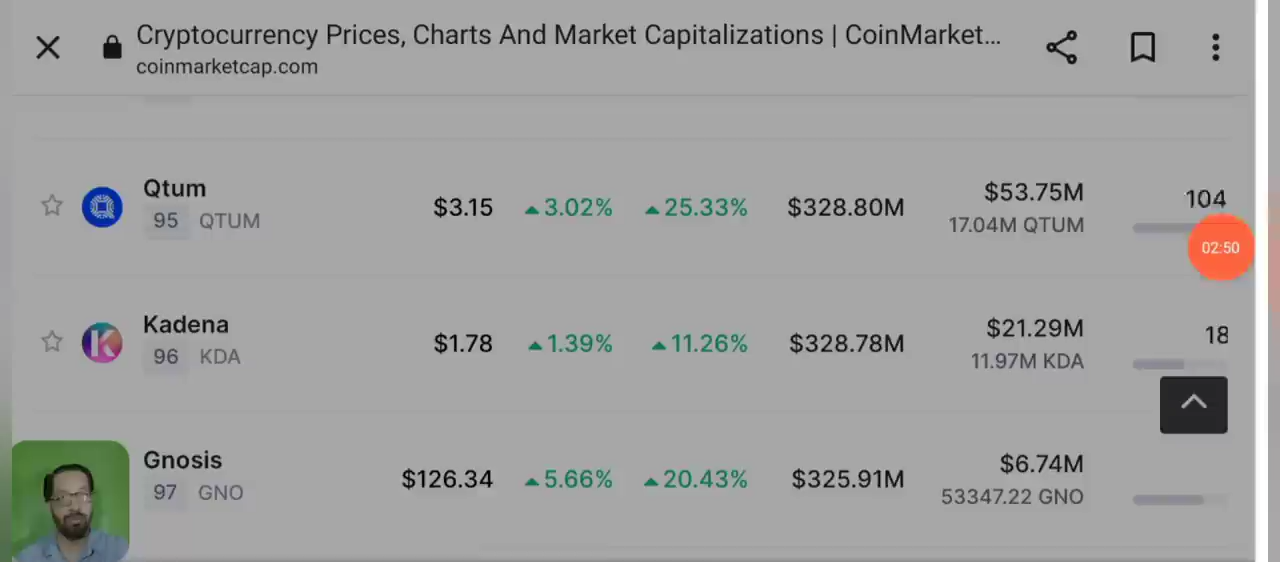 Cryptocurrency Prices, Charts And Market Capitalizations | CoinMarket...
coinmarketcap.com
Qtum
95 QTUM
$3.15 3.02% 25.33% $328.80M
$53.75M
17.04M QTUM
104
02:50
Kadena
96 KDA
$1.78 1.39% 11.26% $328.78M
$21.29M
11.97M KDA
18
Gnosis
97 GNO
$126.34 5.66% 20.43% $325.91M
$6.74M
53347.22 GNO